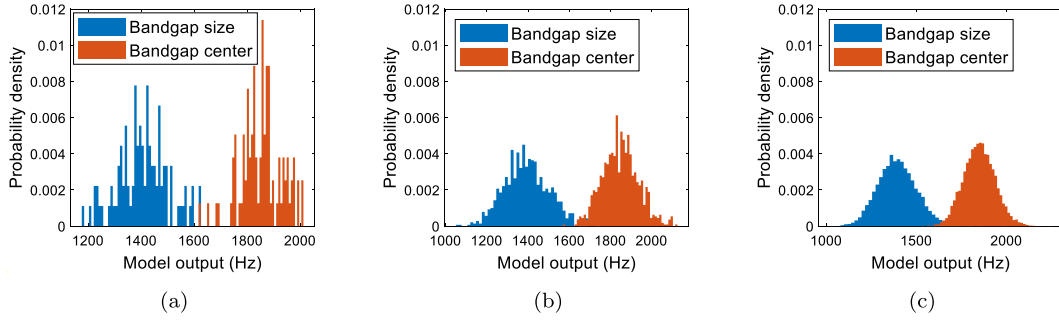 0.012
0.01
0.008
0.006
0.004
0.002
0
Probability density
Bandgap size
Bandgap center
1200 1400 1600 1800 2000
Model output (Hz)
(a)
0.012
0.01
0.008
0.006
0.004
0.002
0
Probability density
Bandgap size
Bandgap center
1000 1200 1400 1600 1800 2000
Model output (Hz)
(b)
0.012
0.01
0.008
0.006
0.004
0.002
0
Probability density
Bandgap size
Bandgap center
1000 1500 2000
Model output (Hz)
(c)